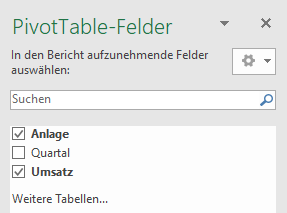 PivotTable-Felder
In den Bericht aufzunehmende Felder
auswählen:
Suchen
Anlage
Quartal
Umsatz
Weitere Tabellen...